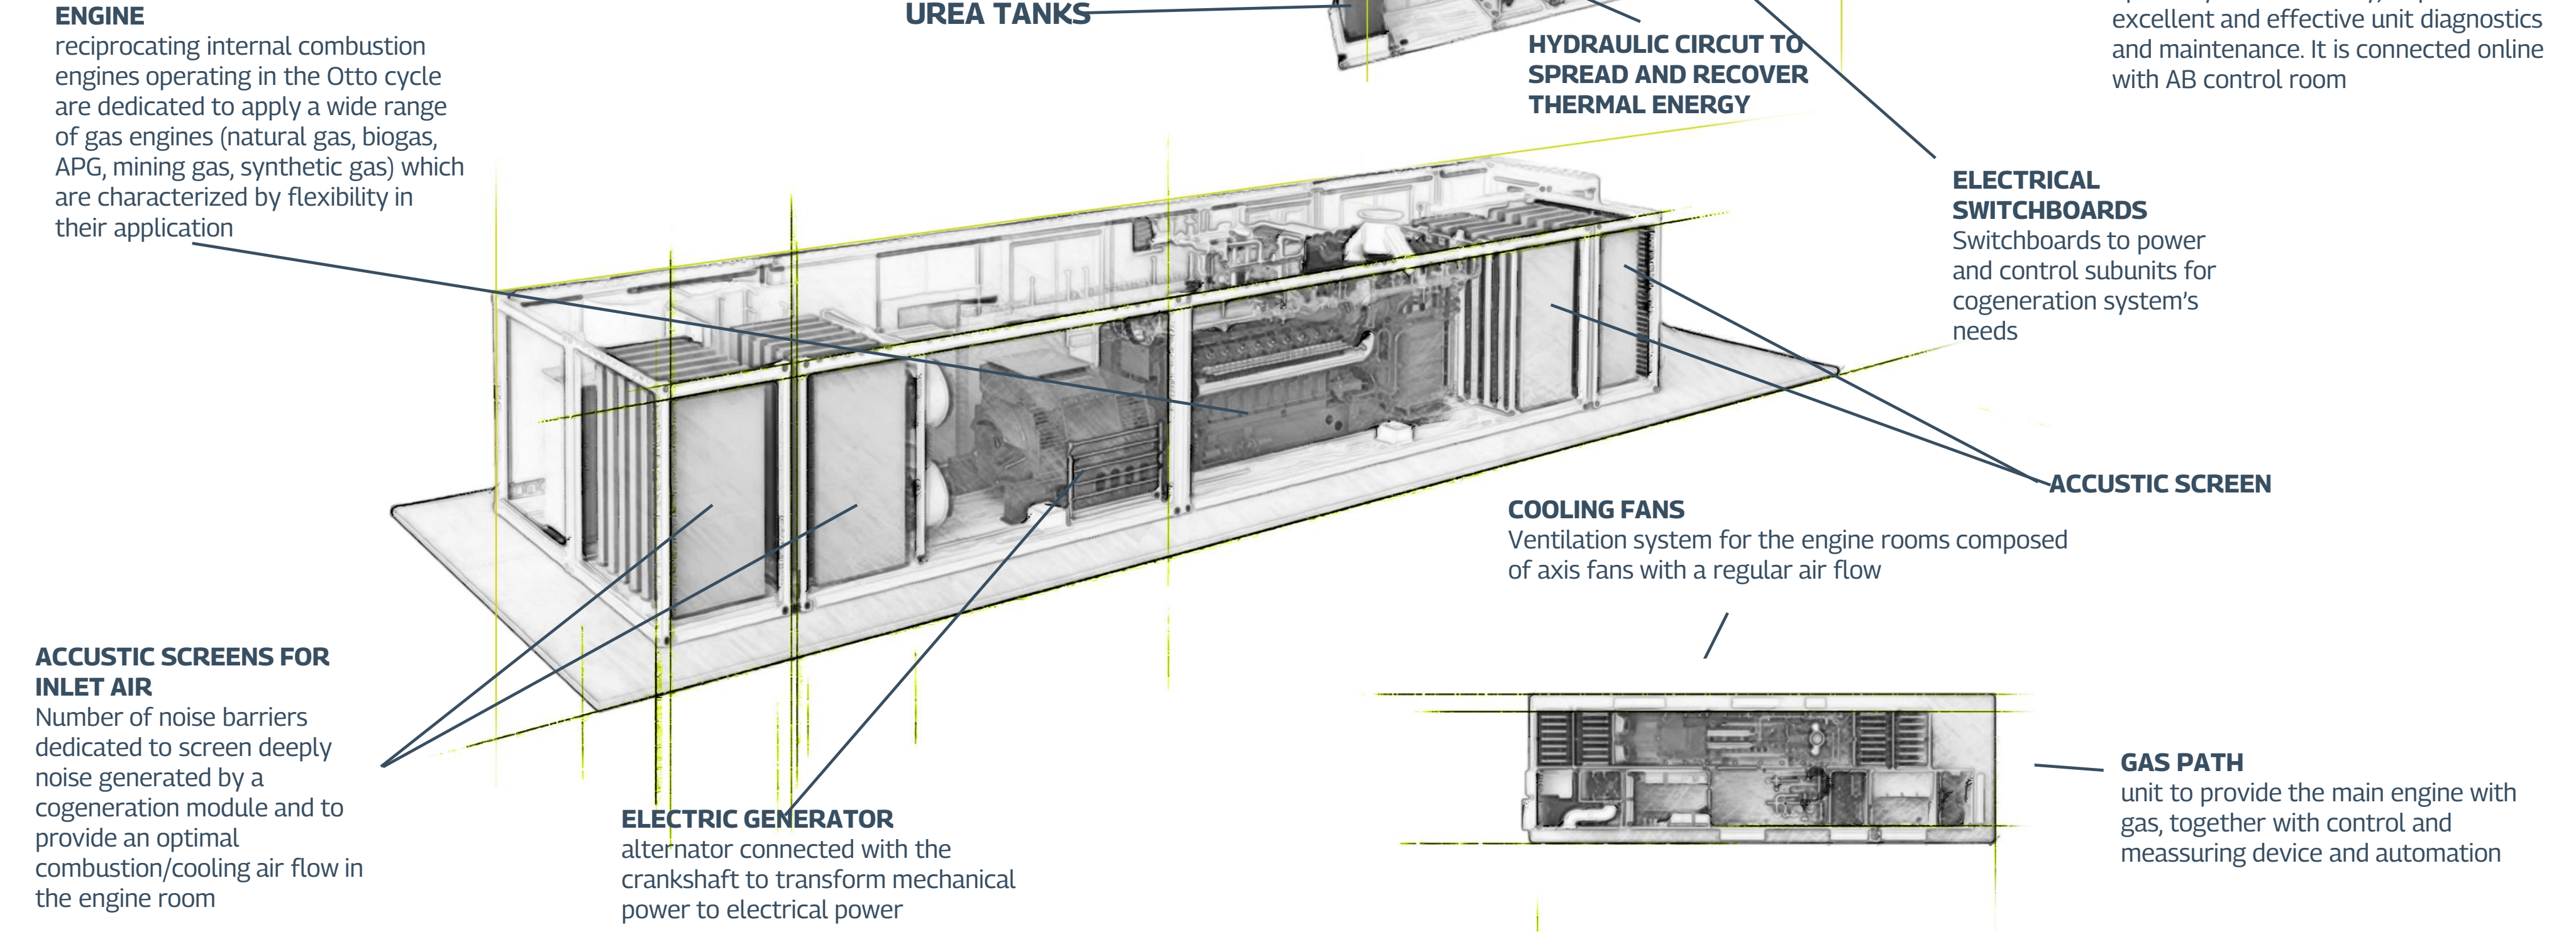 ENGINE
reciprocating internal combustion
engines operating in the Otto cycle
are dedicated to apply a wide range
of gas engines (natural gas, biogas,
APG, mining gas, synthetic gas) which
are characterized by flexibility in
their application
UREA TANKS
HYDRAULIC CIRCUT TO
SPREAD AND RECOVER
THERMAL ENERGY
excellent and effective unit diagnostics
and maintenance. It is connected online
with AB control room
ELECTRICAL
SWITCHBOARDS
Switchboards to power
and control subunits for
cogeneration system's
needs
ACCUSTIC SCREEN
COOLING FANS
Ventilation system for the engine rooms composed
of axis fans with a regular air flow
ACCUSTIC SCREENS FOR
INLET AIR
Number of noise barriers
dedicated to screen deeply
noise generated by a
cogeneration module and to
provide an optimal
combustion/cooling air flow in
the engine room
ELECTRIC GENERATOR
alternator connected with the
crankshaft to transform mechanical
power to electrical power
GAS PATH
unit to provide the main engine with
gas, together with control and
meassuring device and automation